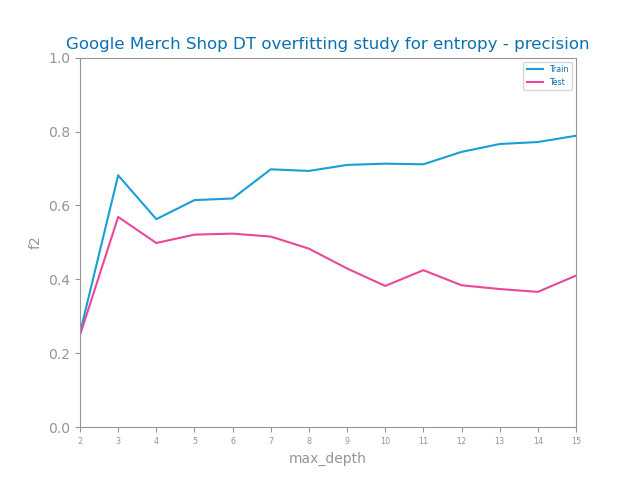 Google Merch Shop DT overfitting study for entropy - precision
1.0
0.8
0.6
0.4
0.2
0.0
f2
Train
Test
2 3 4 5 6 7 8 9 10 11 12 13 14 15
max_depth